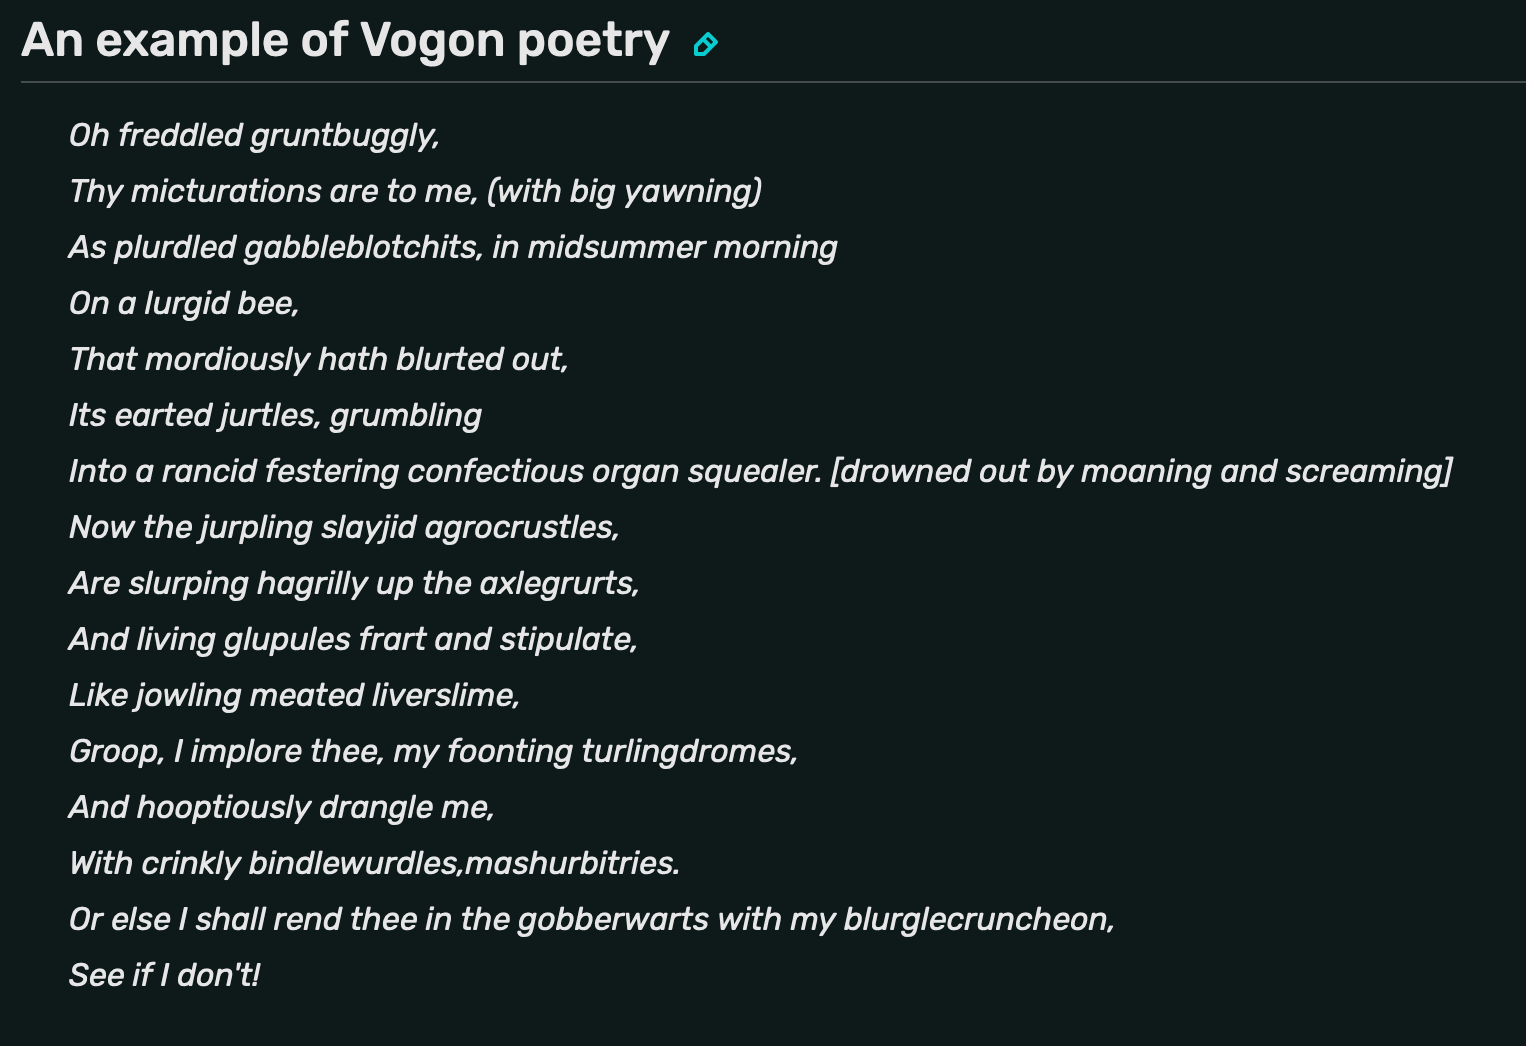 An example of Vogon poetry
Oh freddled gruntbuggly,
Thy micturations are to me, (with big yawning)
As plurdled gabbleblotchits, in midsummer morning
On a lurgid bee,
That mordiously hath blurted out,
Its earted jurtles, grumbling
Into a rancid festering confectious organ squealer. [drowned out by moaning and screaming]
Now the jurpling slayjid agrocrustles,
Are slurping hagrilly up the axlegrurts,
And living glupules frart and stipulate,
Like jowling meated liverslime,
Groop, I implore thee, my foonting turlingdromes,
And hooptiously drangle me,
With crinkly bindlewurdles,mashurbitries.
Or else I shall rend thee in the gobberwarts with my blurglecruncheon,
See if I don't!